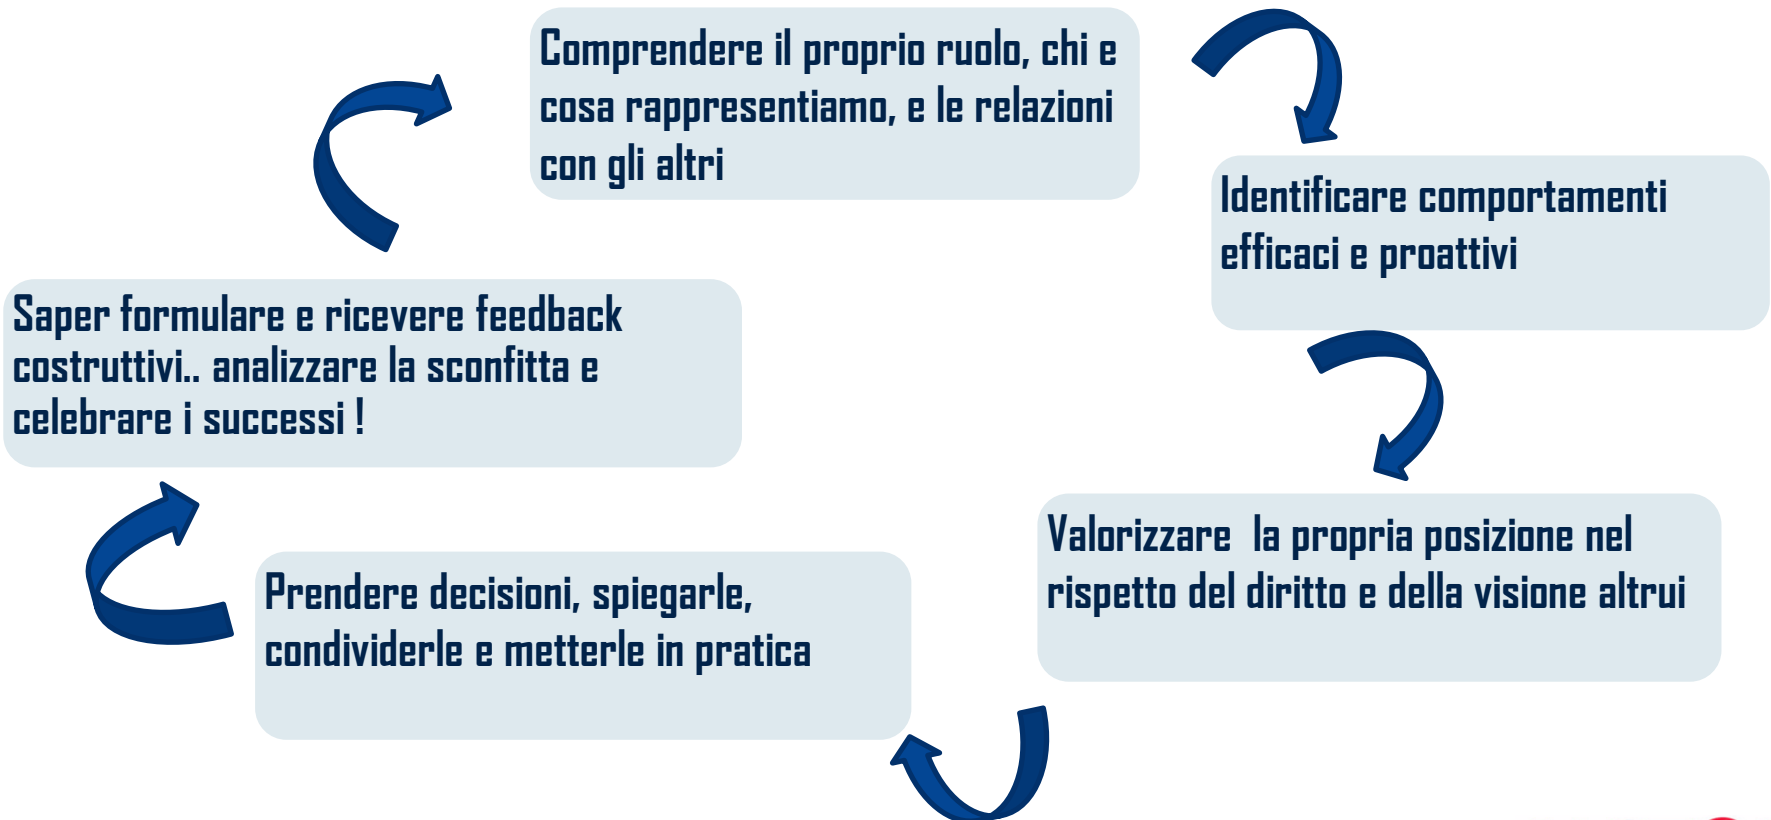 Comprendere il proprio ruolo, chi e
cosa rappresentiamo, e le relazioni
con gli altri
Identificare comportamenti
efficaci e proattivi
Valorizzare  la propria posizione nel
rispetto del diritto e della visione altrui
Prendere decisioni, spiegarle,
condividerle e metterle in pratica
Saper formulare e ricevere feedback
costruttivi.. analizzare la sconfitta e
celebrare i successi !